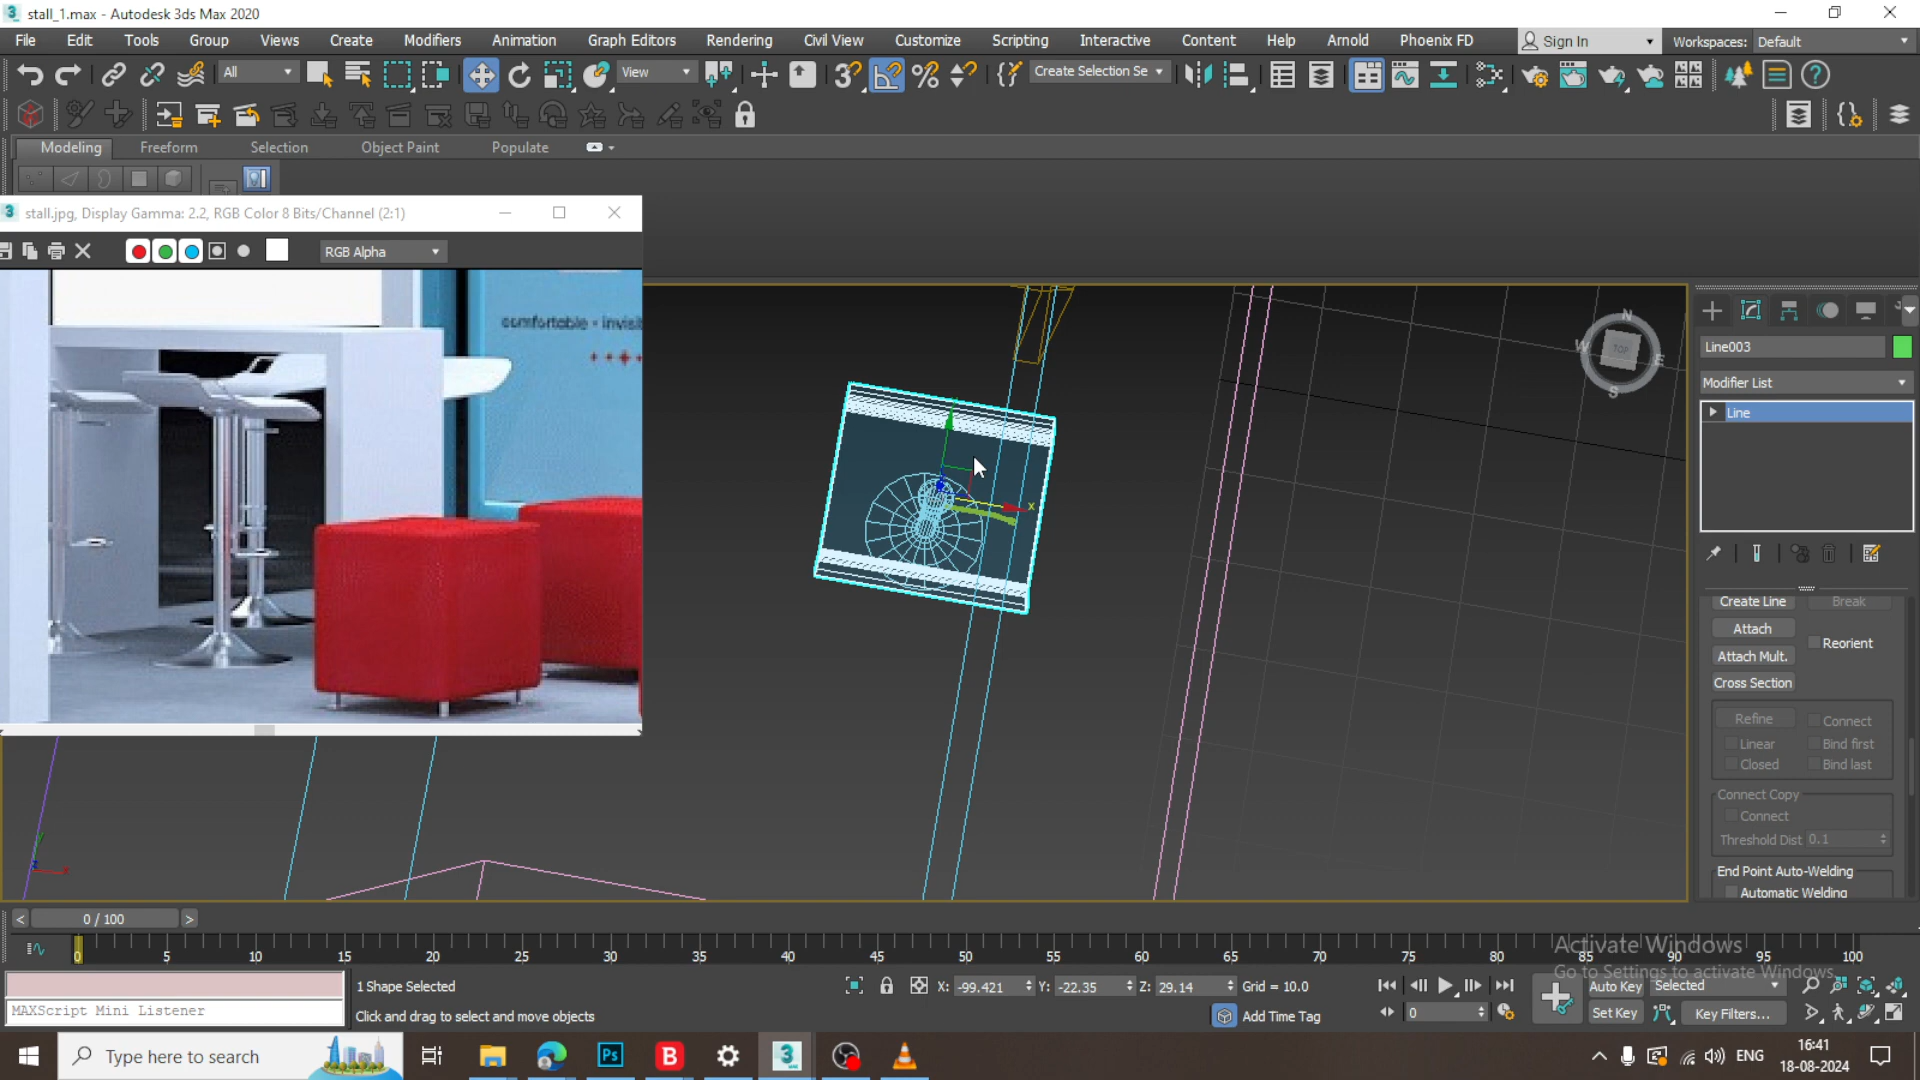 stall_1.max - Autodesk 3ds Max 2020
File Edit Tools Group Views Create Modifiers Animation Graph Editors Rendering Civil View Customize Scripting Interactive Content Help Arnold Phoenix FD Sign In Workspaces: Default
All View Create Selection Se
Modeling Freeform Selection Object Paint Populate
stall.jpg, Display Gamma: 2.2, RGB Color 8 Bits/Channel (2:1)
RGB Alpha
comfortable - invisi
N
W TOP E
S
x
Line003
Modifier List
Line
Create Line Break
Attach
Reorient
Attach Mult.
Cross Section
Refine Connect
Linear Bind first
Closed Bind last
Connect Copy
Connect
Threshold Dist 0.1
End Point Auto-Welding
Automatic Welding
< 0 / 100 >
0 5 10 15 20 25 30 35 40 45 50 55 60 65 70 75 80 85 90 95 100
Activate Windows
Go to Settings to activate Windows.
1 Shape Selected X: -99.421 Y: -22.35 Z: 29.14 Grid = 10.0 Auto Key Selected
MAXScript Mini Listener Click and drag to select and move objects Add Time Tag 0 Set Key Key Filters...
Type here to search
Ps B 3 ENG
16:41
18-08-2024